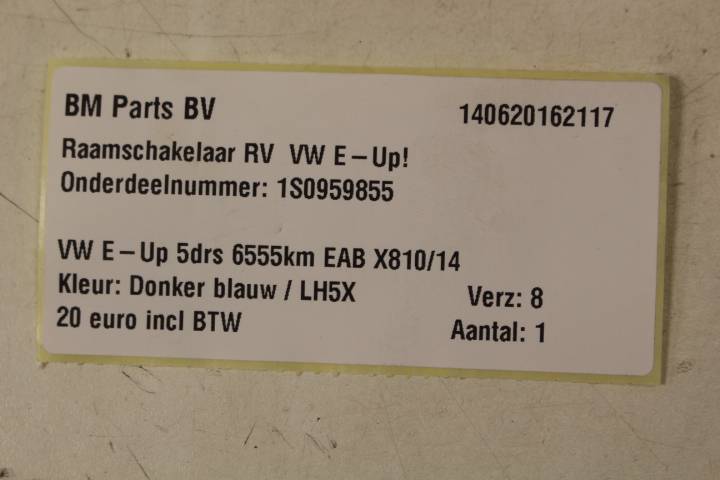 BM Parts BV 140620162117
Raamschakelaar RV VW E-Up!
Onderdeelnummer: 1S0959855
VW E-Up 5drs 6555km EAB X810/14
Kleur: Donker blauw / LH5X Verz: 8
20 euro incl BTW Aantal: 1